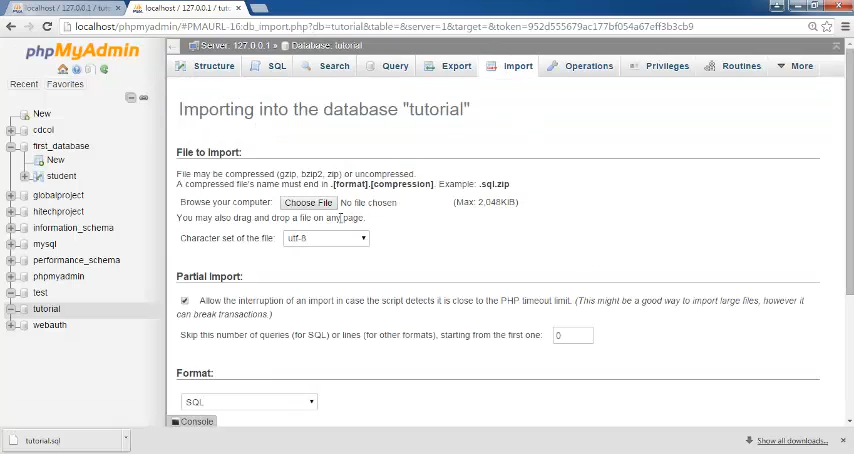 localhost / 127.0.0.1 / tuto
localhost / 127.0.0.1 / tuto
localhost/phpmyadmin/#PMAURL-16:db_import.php?db=tutorial&table=&server=1&target=&token=952d555679ac177bf054a67eff3b3cb9
phpMyAdmin
Recent Favorites
New
cdcol
first_database
New
student
globalproject
hitechproject
information_schema
mysql
performance_schema
phpmyadmin
test
tutorial
webauth
Server: 127.0.0.1 » Database: tutorial
Structure SQL Search Query Export Import Operations Privileges Routines More
Importing into the database "tutorial"
File to Import:
File may be compressed (gzip, bzip2, zip) or uncompressed.
A compressed file's name must end in .[format].[compression]. Example: .sql.zip
Browse your computer: Choose File No file chosen (Max: 2,048KiB)
You may also drag and drop a file on any page.
Character set of the file: utf-8
Partial Import:
Allow the interruption of an import in case the script detects it is close to the PHP timeout limit. (This might be a good way to import large files, however it
can break transactions.)
Skip this number of queries (for SQL) or lines (for other formats), starting from the first one: 0
Format:
SQL
Console
tutorial.sql
Show all downloads...